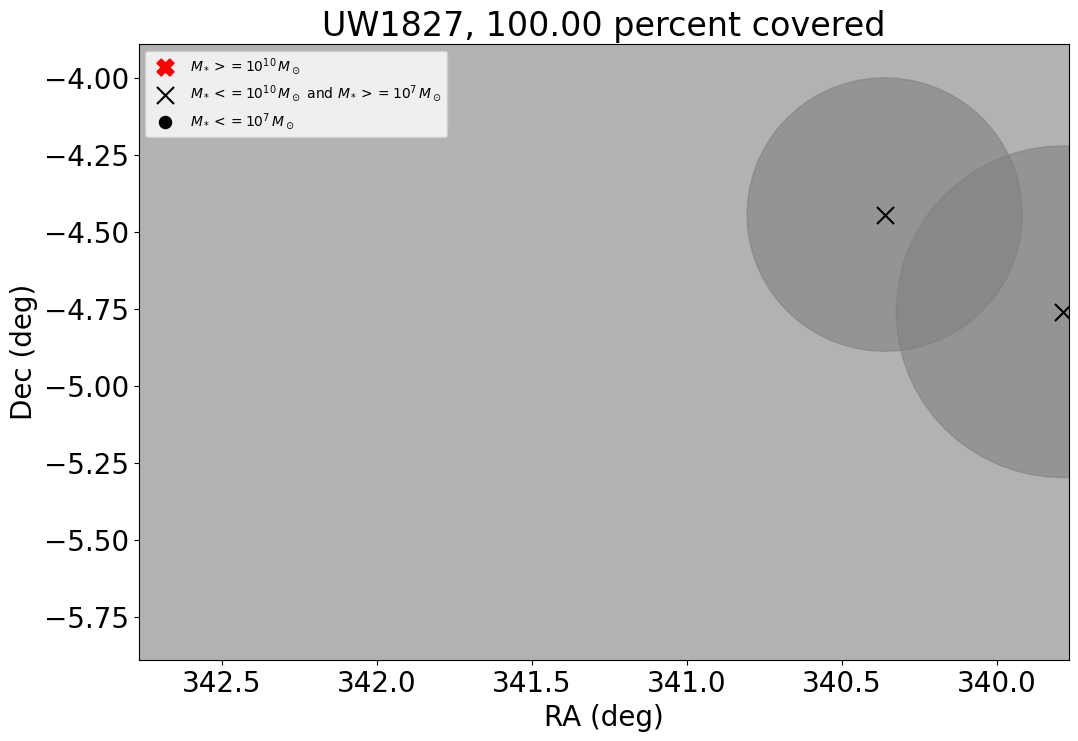 UW1827, 100.00 percent covered
M* >= 10^10 M⊙
M* <= 10^10 M⊙ and M* >= 10^7 M⊙
M* <= 10^7 M⊙
−4.00
−4.25
−4.50
−4.75
−5.00
−5.25
−5.50
−5.75
Dec (deg)
342.5 342.0 341.5 341.0 340.5 340.0
RA (deg)